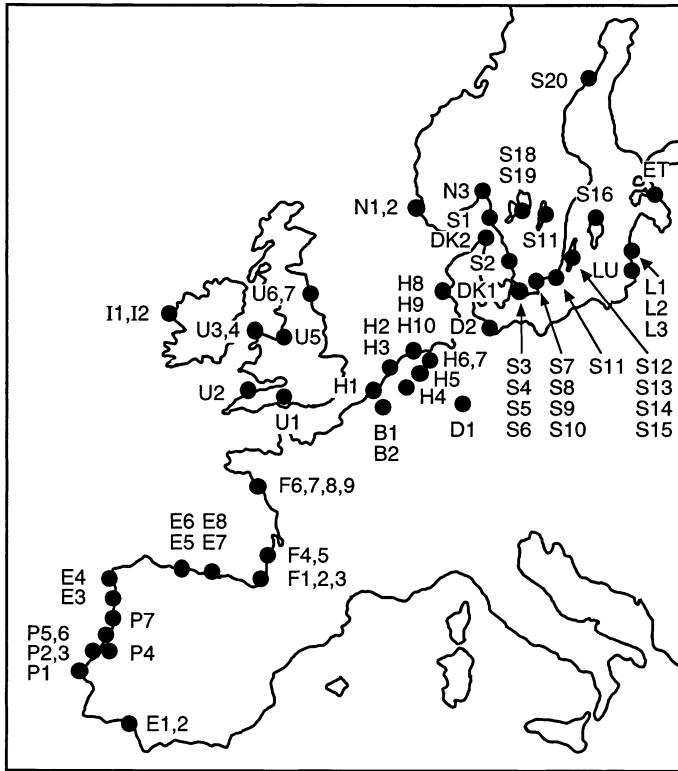 S20
S18
S19
ET
N3
S16
N1,2
S1
S11
DK2
S2
LU
H8
DK1
L1
U6,7
H9
L2
I1,I2
H2
H10
D2
L3
U3,4
U5
H3
H6,7
S3
S7
S11
S12
H5
S4
S8
S13
U2
H1
H4
S5
S9
S14
U1
B1
D1
S6
S10
S15
B2
F6,7,8,9
E6 E8
E5 E7
F4,5
E4
F1,2,3
E3
P7
P5,6
P2,3
P4
P1
E1,2